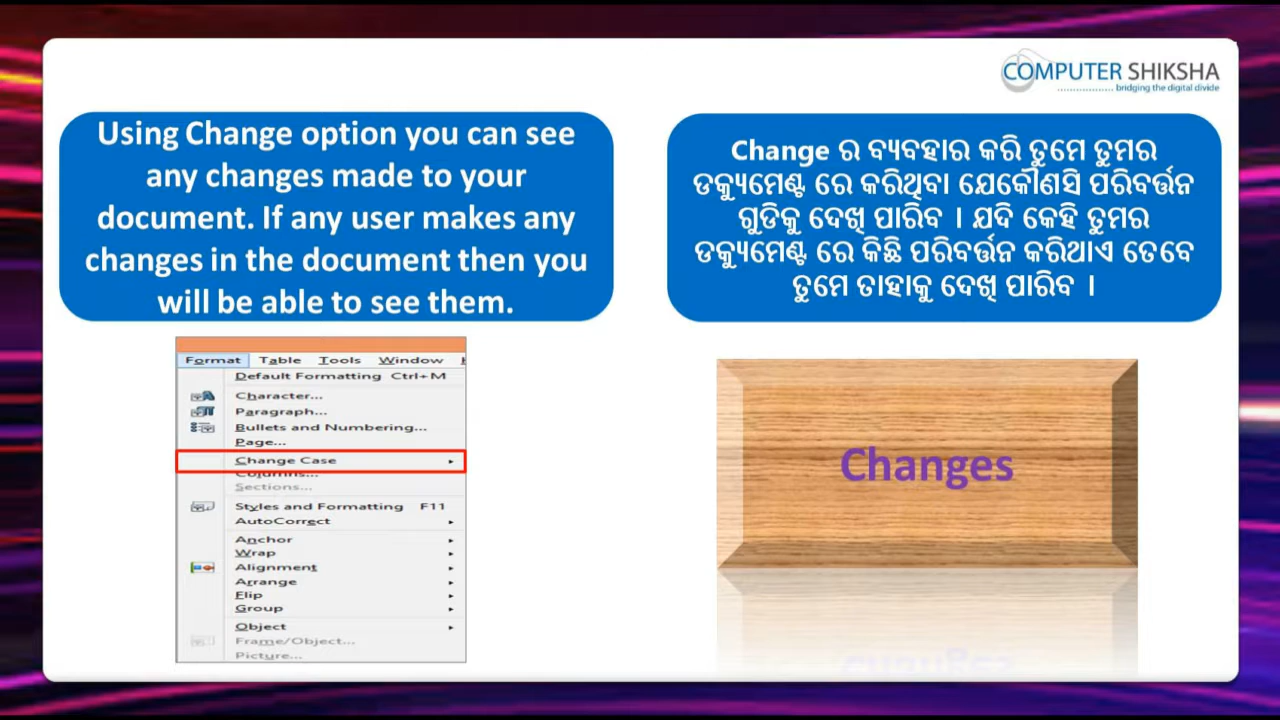 COMPUTER SHIKSHA
bridging the digital divide
Using Change option you can see
any changes made to your
document. If any user makes any
changes in the document then you
will be able to see them.
Change ର ବ୍ୟବହାର କରି ତୁମେ ତୁମର
ଡକ୍ୟୁମେଣ୍ଟ ରେ କରିଥିବା ଯେକୌଣସି ପରିବର୍ତ୍ତନ
ଗୁଡିକୁ ଦେଖି ପାରିବ । ଯଦି କେହି ତୁମର
ଡକ୍ୟୁମେଣ୍ଟ ରେ କିଛି ପରିବର୍ତ୍ତନ କରିଥାଏ ତେବେ
ତୁମେ ତାହାକୁ ଦେଖି ପାରିବ ।
Format Table Tools Window
Default Formatting Ctrl+M
Character...
Paragraph...
Bullets and Numbering...
Page...
Change Case
Columns...
Sections...
Styles and Formatting F11
AutoCorrect
Anchor
Wrap
Alignment
Arrange
Flip
Group
Object
Frame/Object...
Picture...
Changes